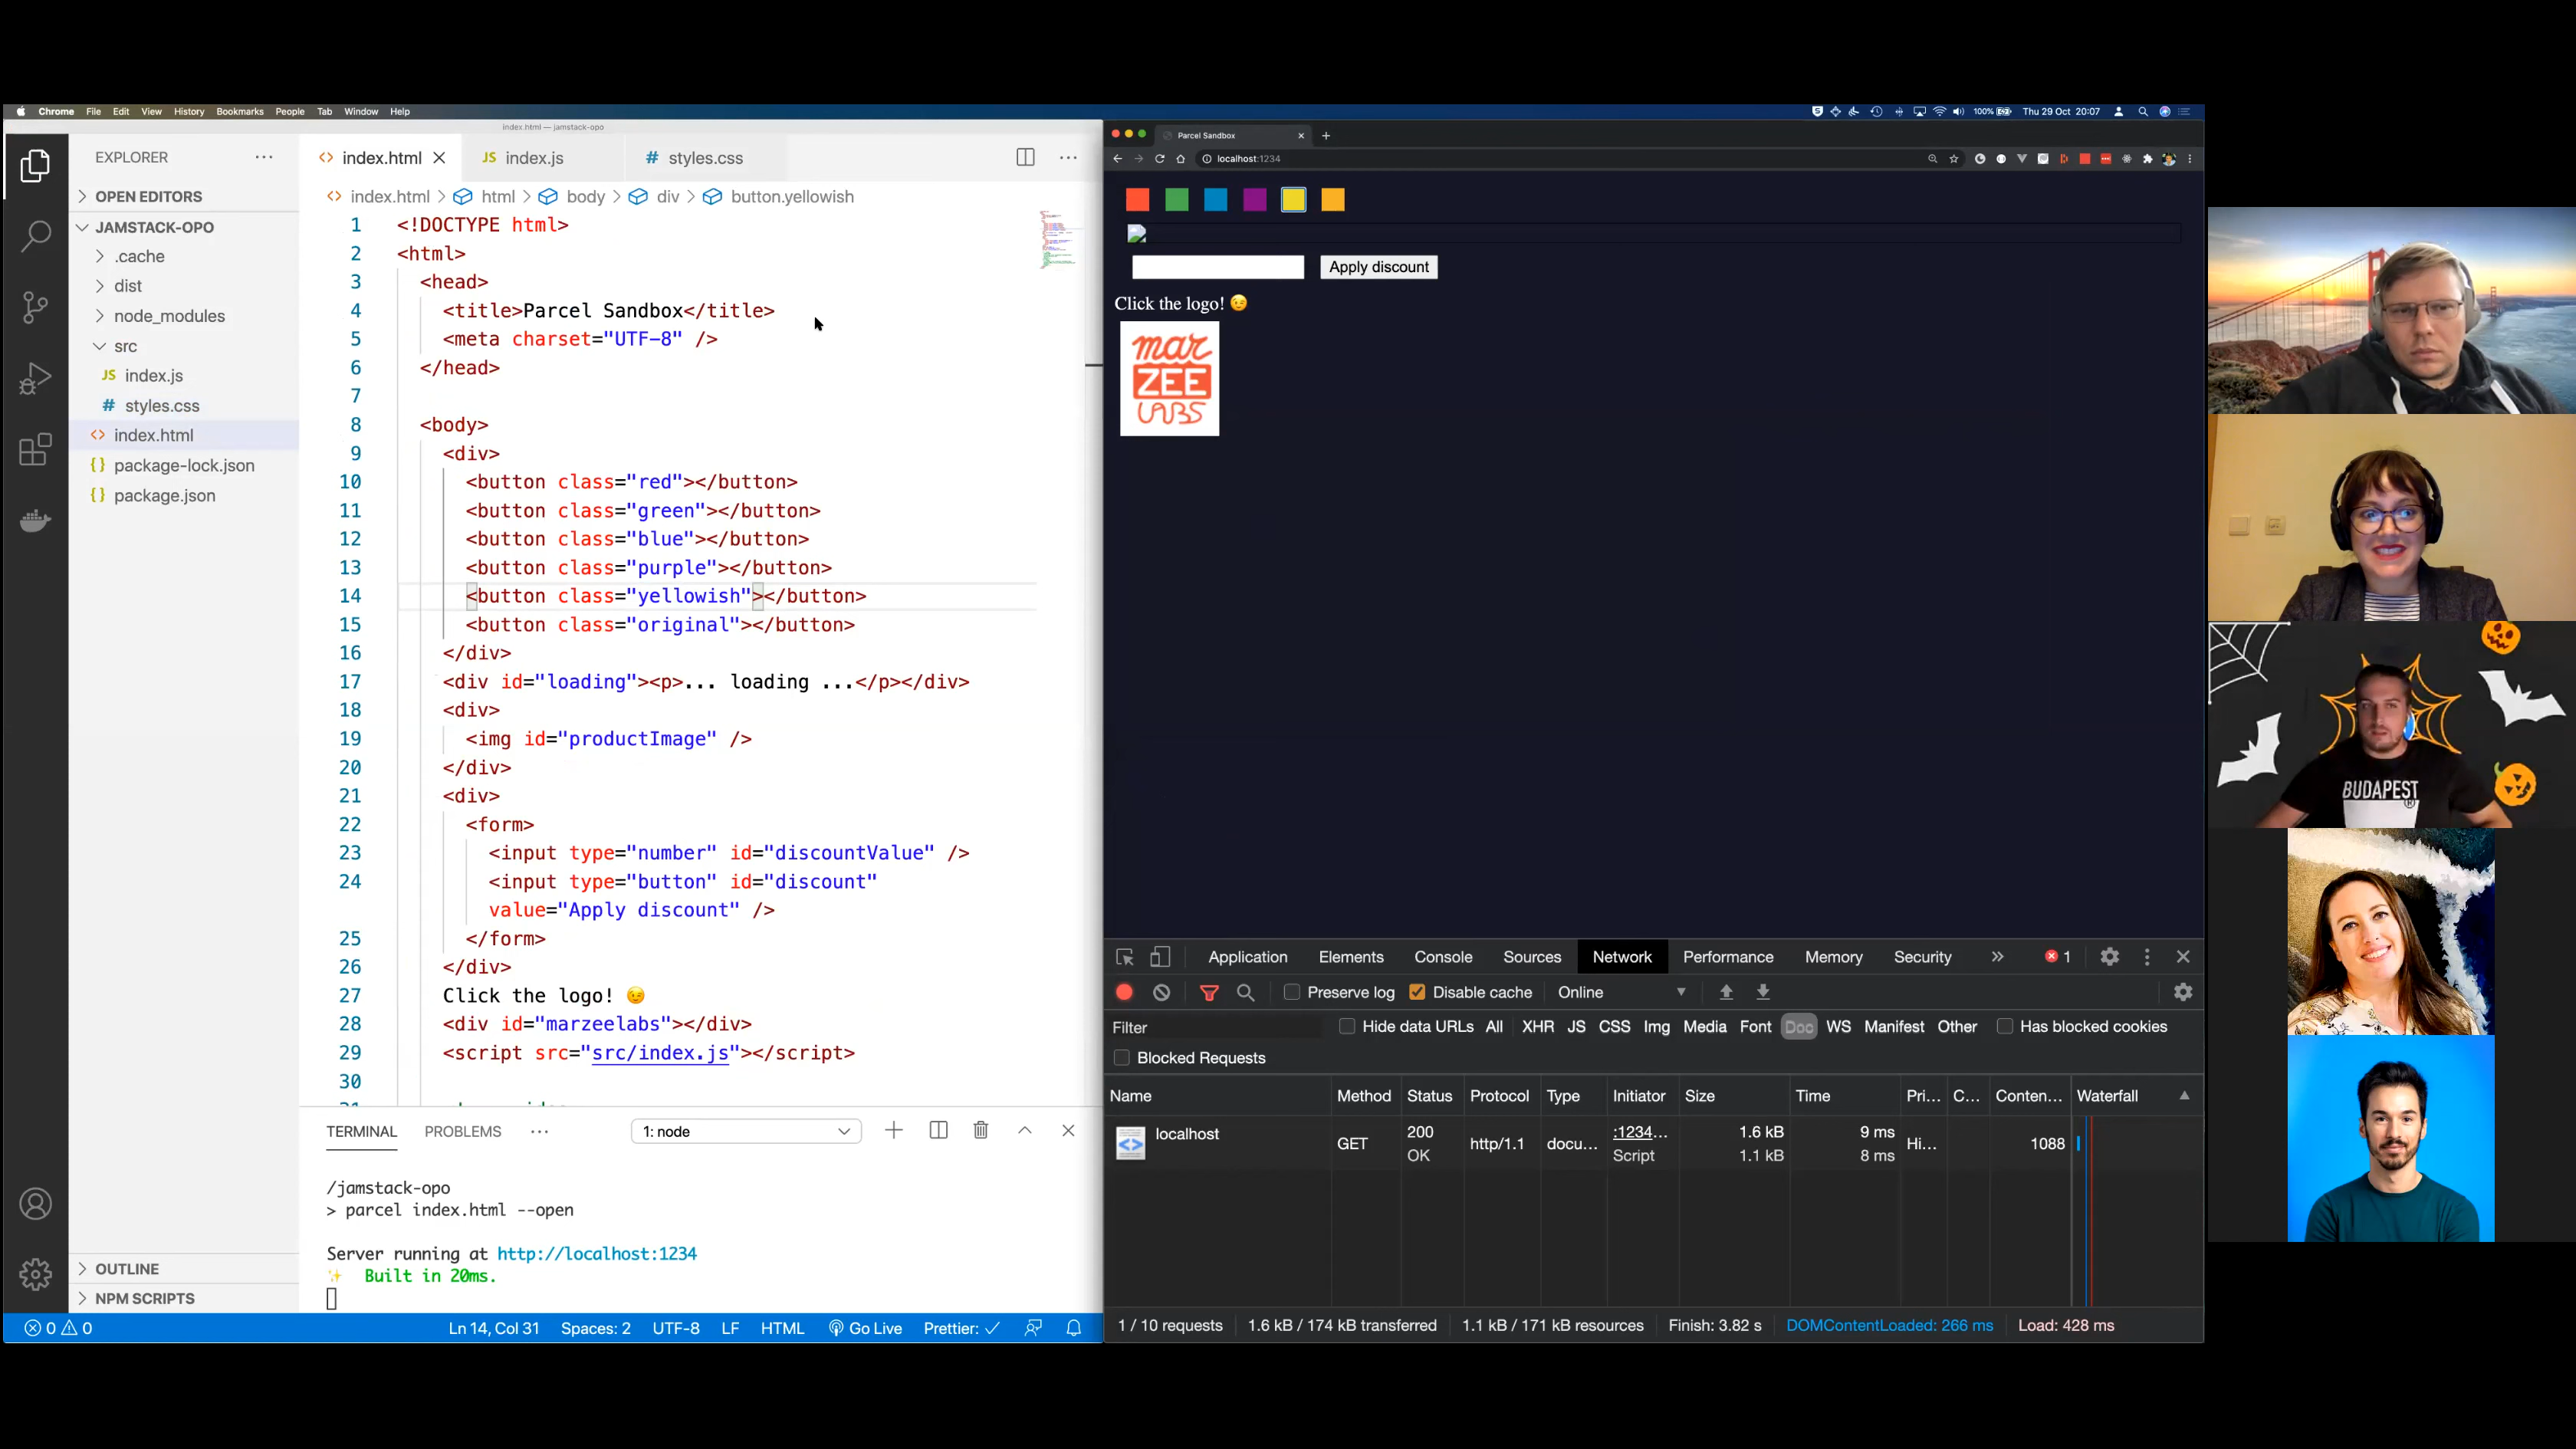 Chrome File Edit View History Bookmarks People Tab Window Help
100% Thu 29 Oct 20:07
index.html — jamstack-opo
EXPLORER
index.html
JS index.js
# styles.css
OPEN EDITORS
index.html > html > body > div > button.yellowish
JAMSTACK-OPO
.cache
dist
node_modules
src
JS index.js
# styles.css
index.html
{} package-lock.json
{} package.json
OUTLINE
NPM SCRIPTS
1 <!DOCTYPE html>
2 <html>
3 <head>
4 <title>Parcel Sandbox</title>
5 <meta charset="UTF-8" />
6 </head>
7
8 <body>
9 <div>
10 <button class="red"></button>
11 <button class="green"></button>
12 <button class="blue"></button>
13 <button class="purple"></button>
14 <button class="yellowish"></button>
15 <button class="original"></button>
16 </div>
17 <div id="loading"><p>... loading ...</p></div>
18 <div>
19 <img id="productImage" />
20 </div>
21 <div>
22 <form>
23 <input type="number" id="discountValue" />
24 <input type="button" id="discount"
value="Apply discount" />
25 </form>
26 </div>
27 Click the logo! 😉
28 <div id="marzeelabs"></div>
29 <script src="src/index.js"></script>
30
TERMINAL PROBLEMS ··· 1: node
/jamstack-opo
> parcel index.html --open
Server running at http://localhost:1234
✨ Built in 20ms.
0 0 Ln 14, Col 31 Spaces: 2 UTF-8 LF HTML Go Live Prettier: ✓
Parcel Sandbox
localhost:1234
Apply discount
Click the logo! 😉
mar
ZEE
LABS
Application Elements Console Sources Network Performance Memory Security » 1
Preserve log Disable cache Online
Filter Hide data URLs All XHR JS CSS Img Media Font Doc WS Manifest Other Has blocked cookies
Blocked Requests
Name Method Status Protocol Type Initiator Size Time Pri... C... Conten... Waterfall
localhost GET 200 OK http/1.1 docu... :1234... Script 1.6 kB 1.1 kB 9 ms 8 ms Hi... 1088
1 / 10 requests 1.6 kB / 174 kB transferred 1.1 kB / 171 kB resources Finish: 3.82 s DOMContentLoaded: 266 ms Load: 428 ms
BUDAPEST